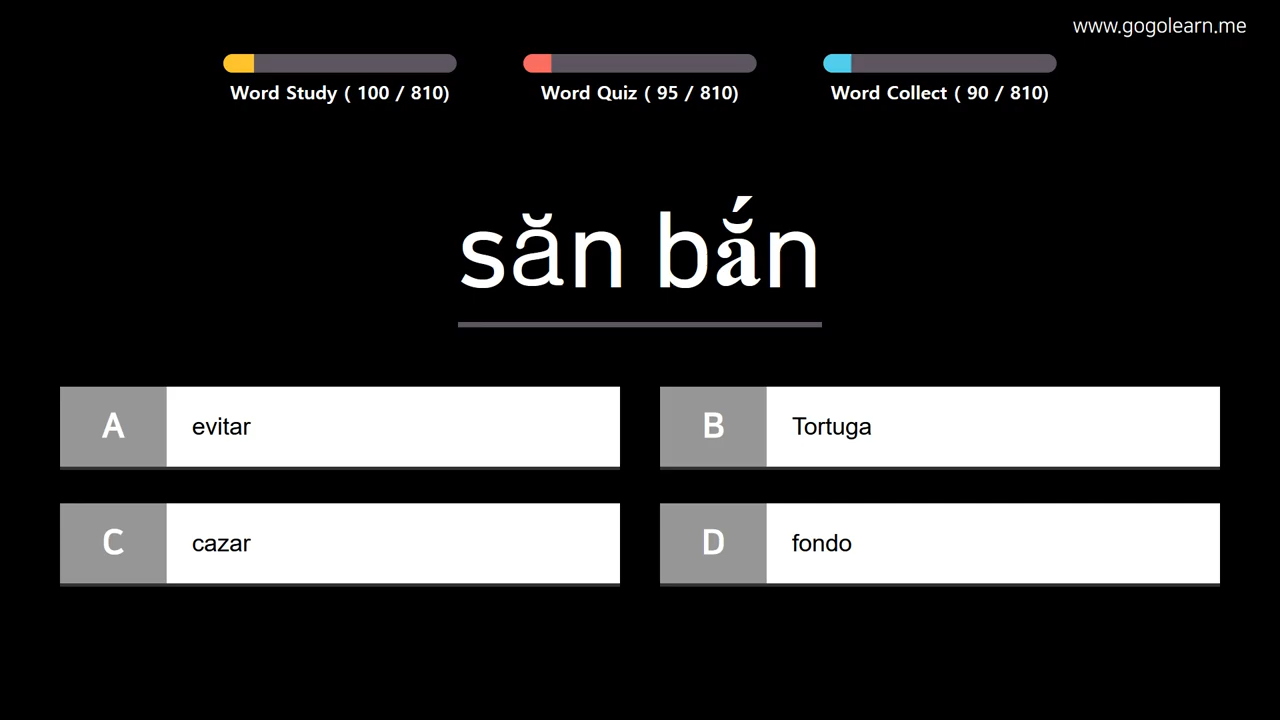 www.gogolearn.me
Word Study ( 100 / 810)
Word Quiz ( 95 / 810)
Word Collect ( 90 / 810)
săn bắn
A evitar
B Tortuga
C cazar
D fondo